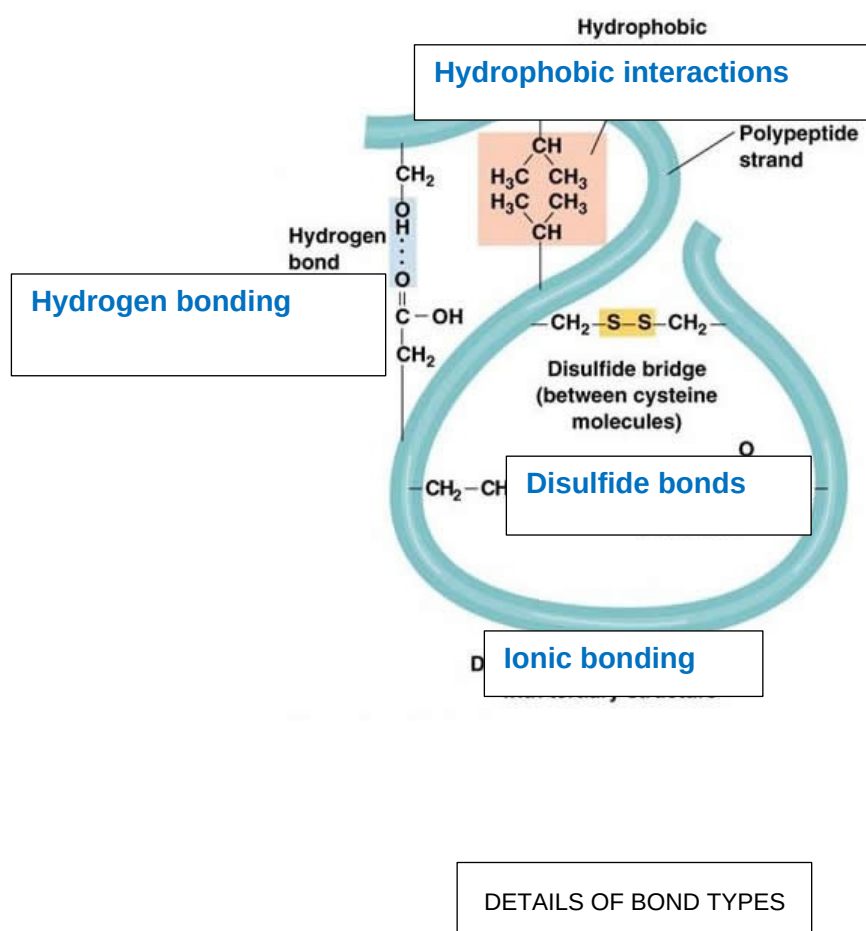 Hydrophobic
Hydrophobic interactions
Polypeptide
strand
CH
CH₂
H₃C CH₃
H₃C CH₃
CH
OH
Hydrogen
bond
O
Hydrogen bonding
C–OH
–CH₂–S–S–CH₂–
CH₂
Disulfide bridge
(between cysteine
molecules)
O
–CH₂–CH
Disulfide bonds
Ionic bonding
DETAILS OF BOND TYPES